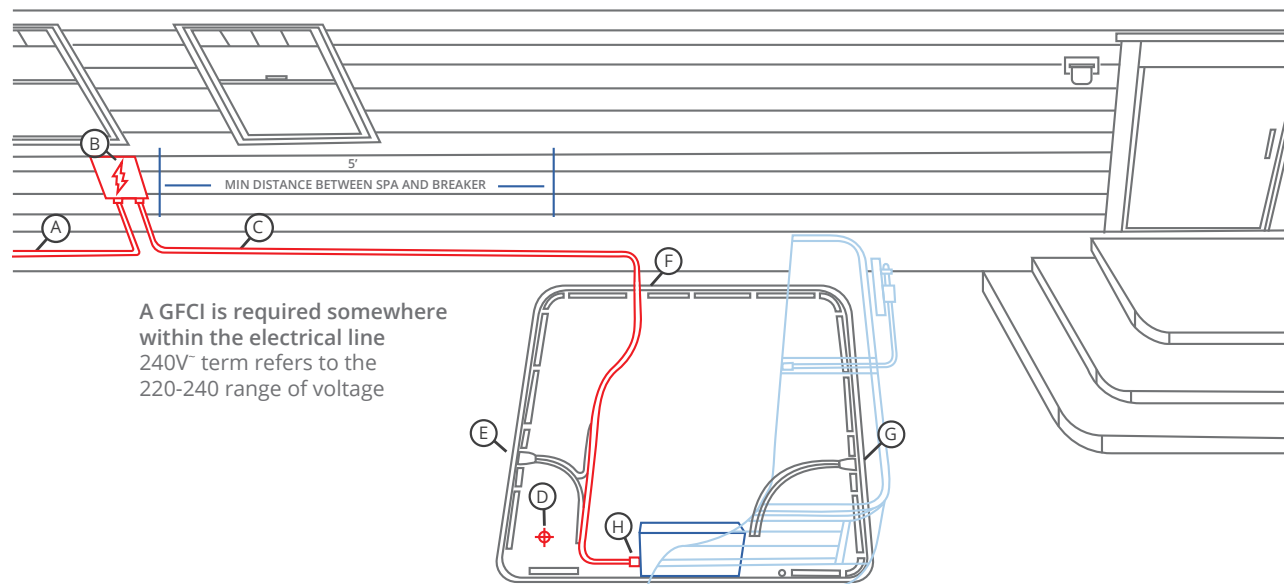 B
5’
MIN DISTANCE BETWEEN SPA AND BREAKER
A
C
F
A GFCI is required somewhere
within the electrical line
240V~ term refers to the
220-240 range of voltage
E
G
D
H